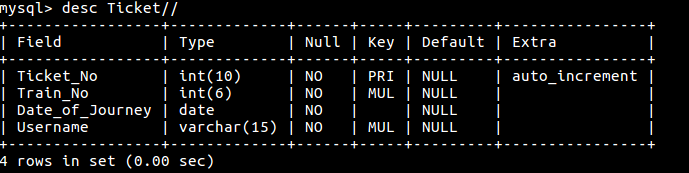 mysql> desc Ticket//
+-----------------+-------------+------+-----+---------+----------------+
| Field           | Type        | Null | Key | Default | Extra          |
+-----------------+-------------+------+-----+---------+----------------+
| Ticket_No       | int(10)     | NO   | PRI | NULL    | auto_increment |
| Train_No        | int(6)      | NO   | MUL | NULL    |                |
| Date_of_Journey | date        | NO   |     | NULL    |                |
| Username        | varchar(15) | NO   | MUL | NULL    |                |
+-----------------+-------------+------+-----+---------+----------------+
4 rows in set (0.00 sec)